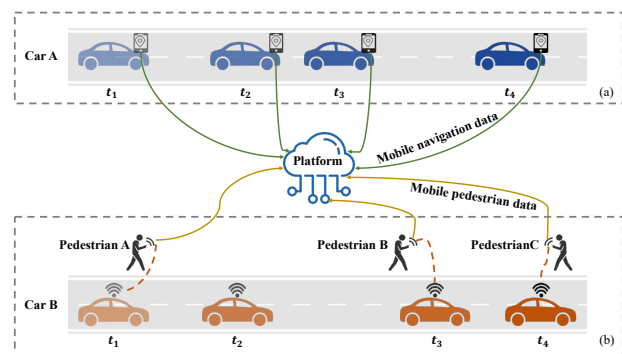 Car A
t1
t2
t3
t4
(a)
Platform
Mobile navigation data
Mobile pedestrian data
Pedestrian A
Pedestrian B
PedestrianC
Car B
t1
t2
t3
t4
(b)